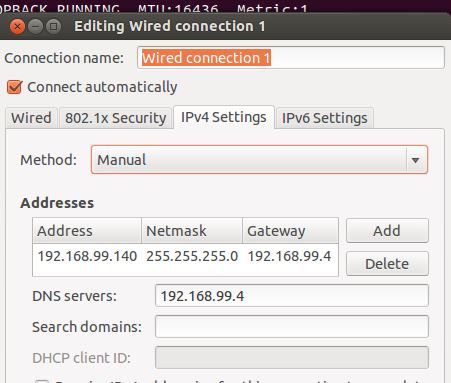 OPBACK RUNNING MTU:16436 Metric:1
Editing Wired connection 1
Connection name: Wired connection 1
Connect automatically
Wired 802.1x Security IPv4 Settings IPv6 Settings
Method: Manual
Addresses
Address Netmask Gateway Add
192.168.99.140 255.255.255.0 192.168.99.4
Delete
DNS servers: 192.168.99.4
Search domains:
DHCP client ID: